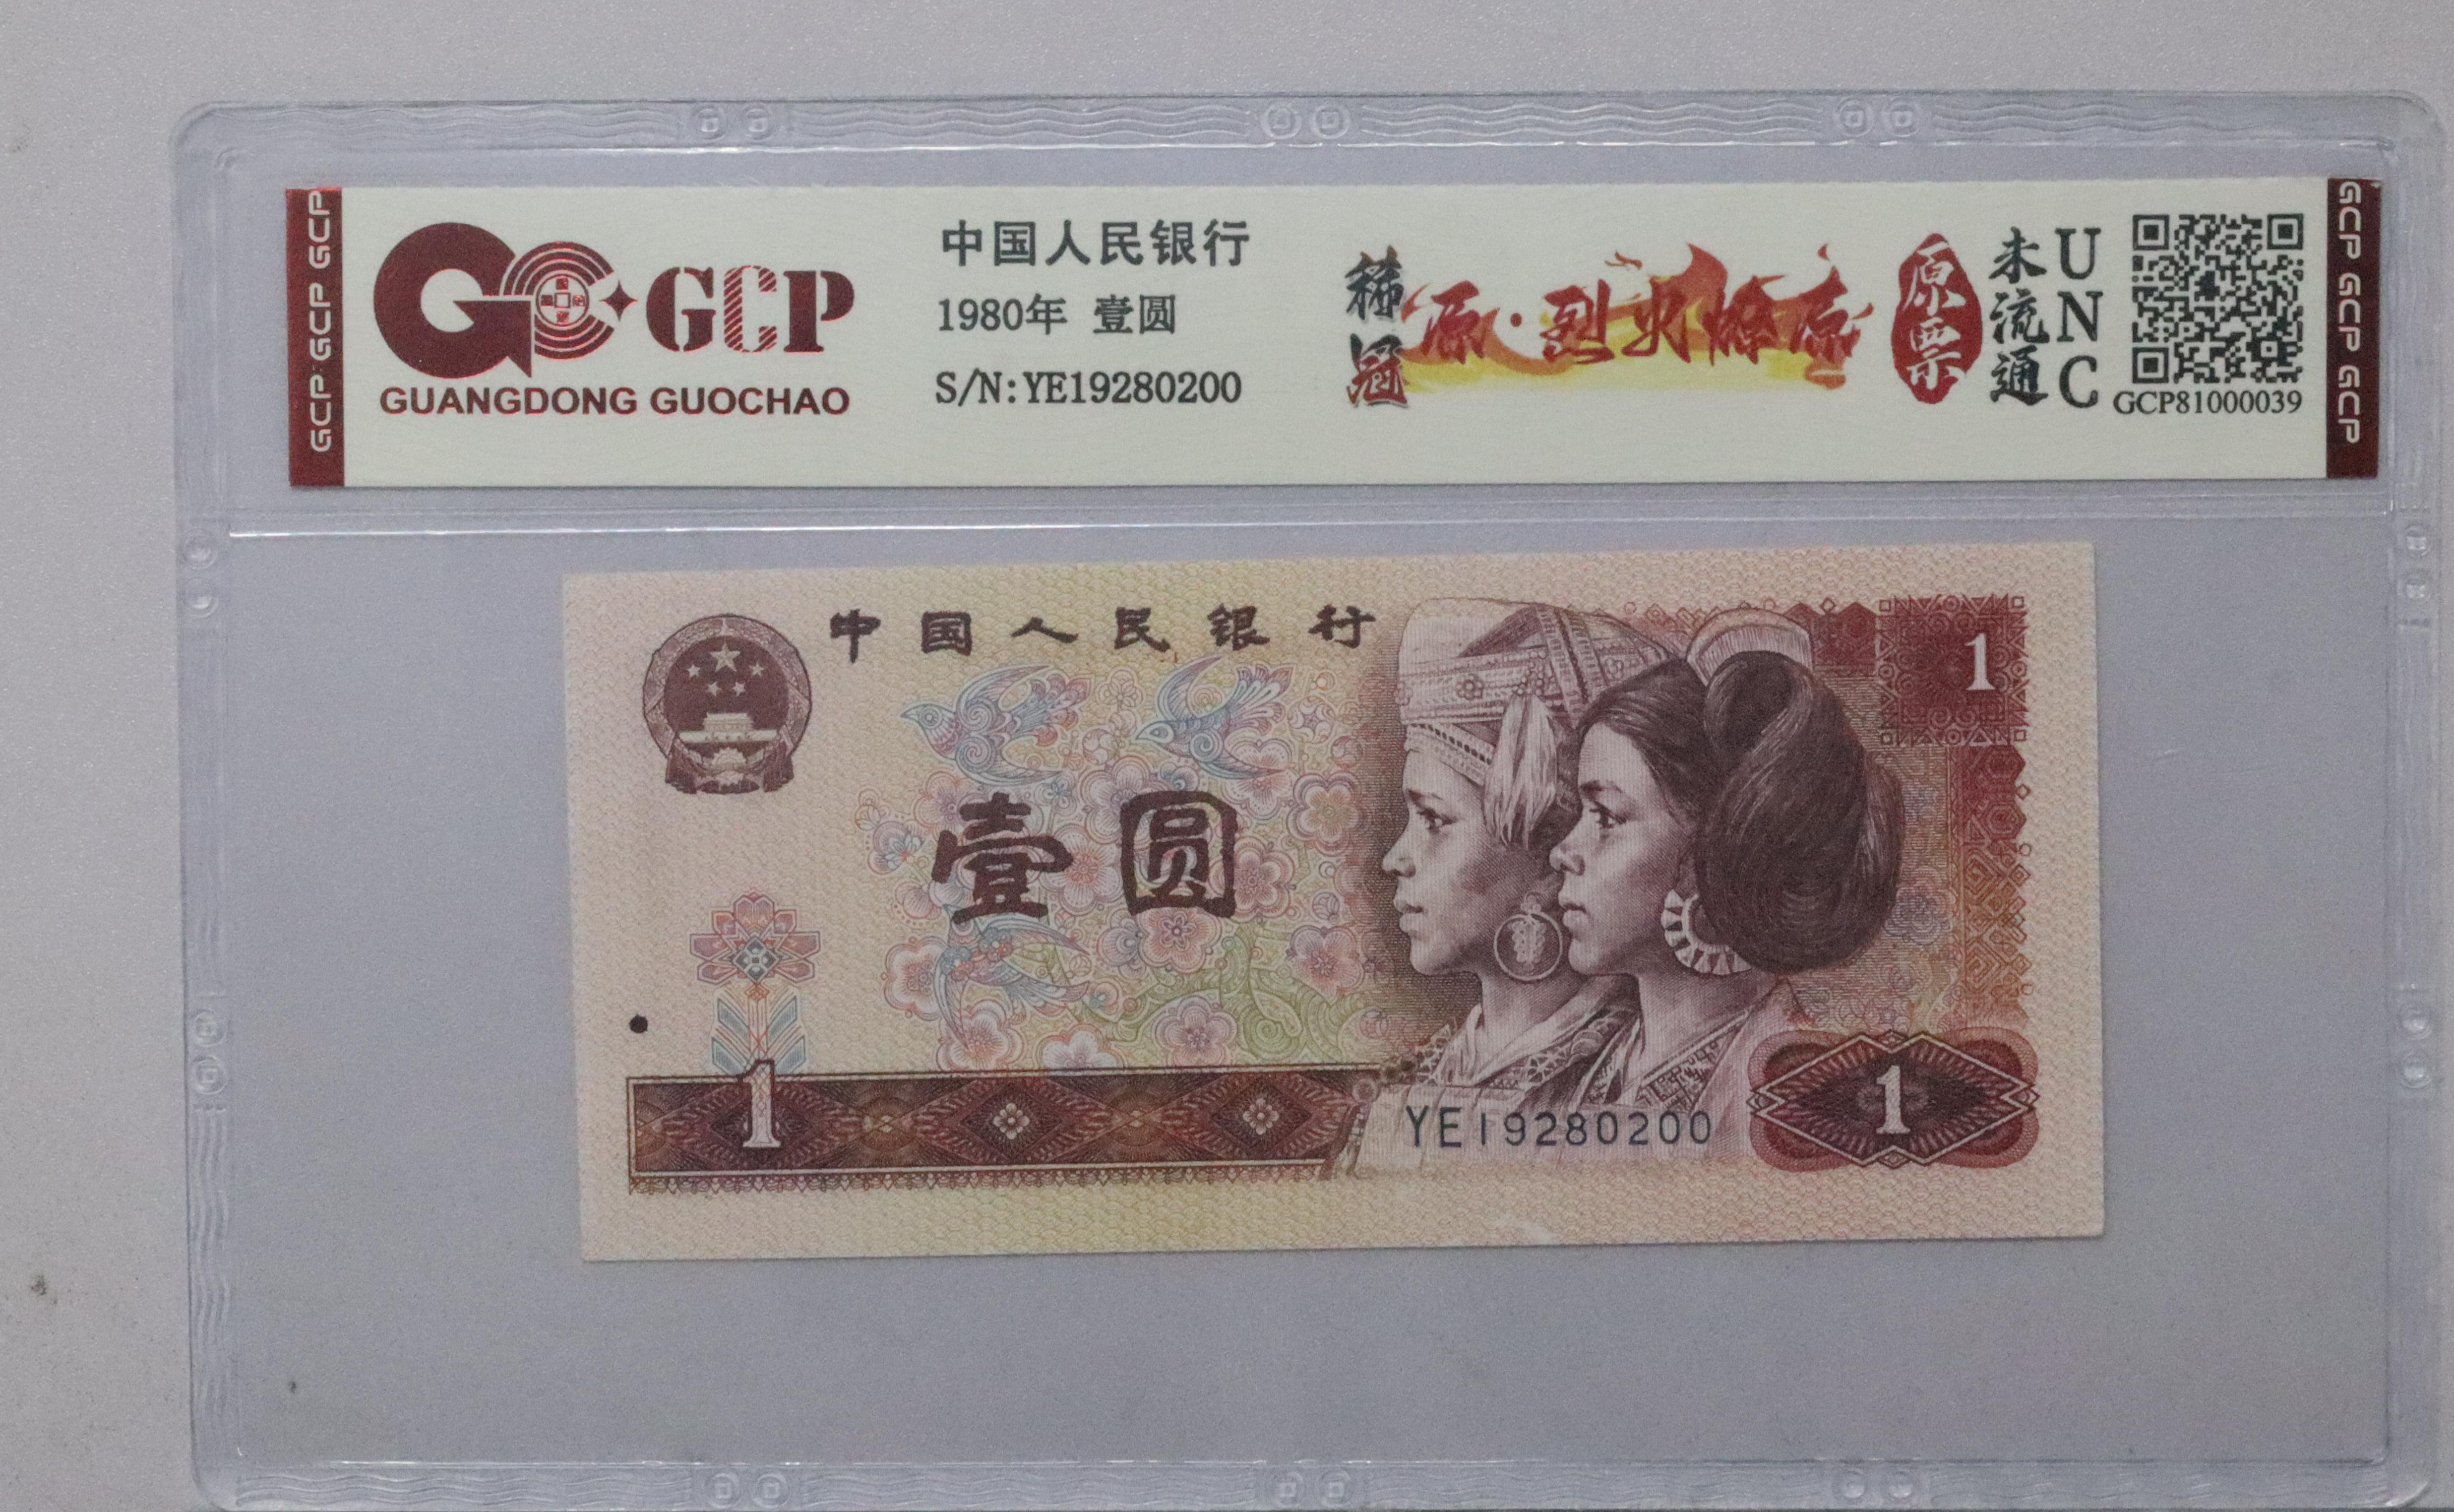 GCP GCP GCP
GCP
GUANGDONG GUOCHAO
中国人民银行
1980年 壹圆
S/N:YE19280200
稀冠
原·烈火燎原
原票
未流通
UNC
GCP81000039
GCP GCP GCP
中国人民银行
1
壹圆
1
YE19280200
1